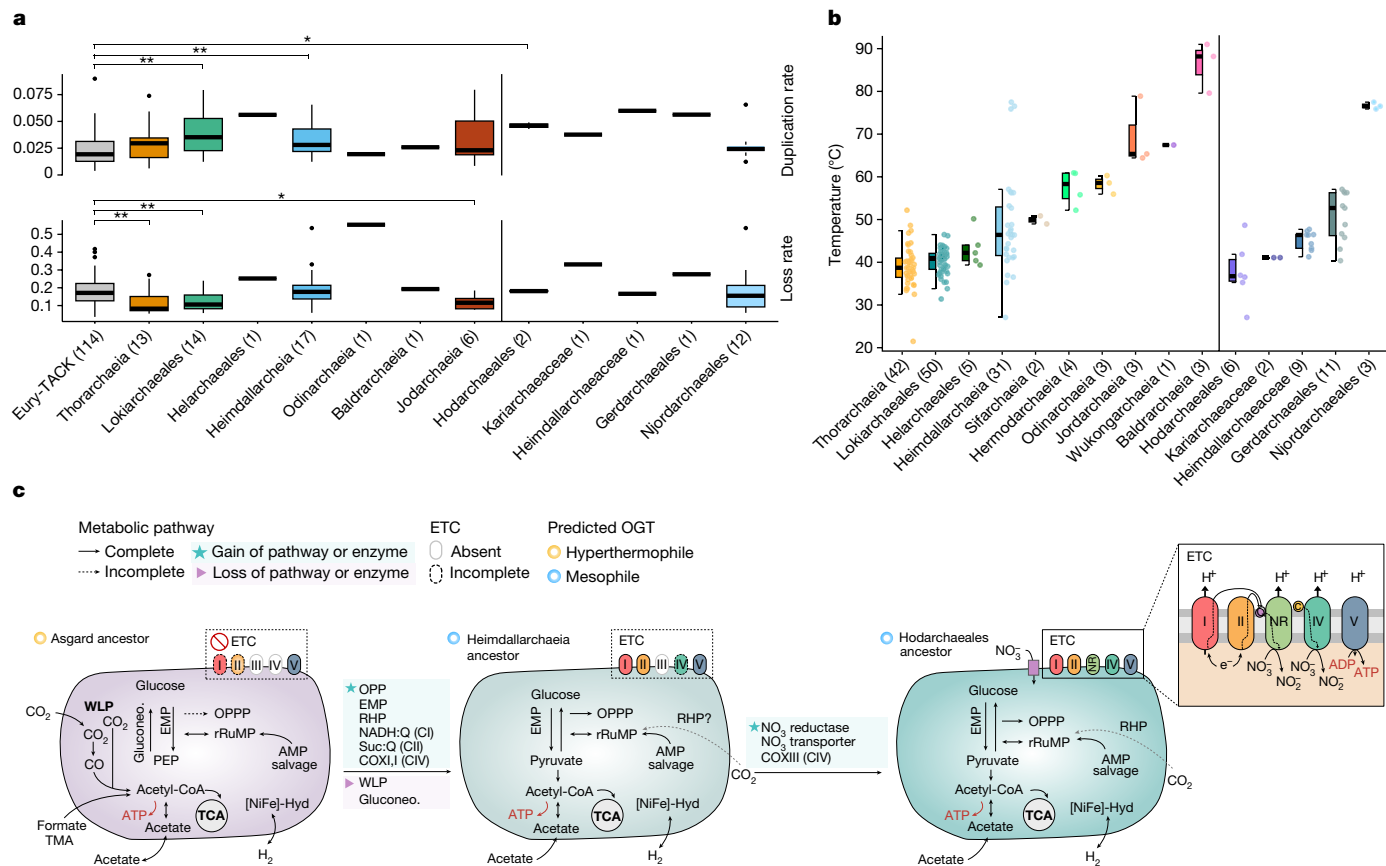 a
*
**
**
0.075
0.050
0.025
0
Duplication rate
*
**
**
0.5
0.4
0.3
0.2
0.1
Loss rate
Eury-TACK (114)
Thorarchaeia (13)
Lokiarchaeales (14)
Helarchaeales (1)
Heimdallarchaeia (17)
Odinarchaeia (1)
Baldrarchaeia (1)
Jodarchaeia (6)
Hodarchaeales (2)
Kariarchaeaceae (1)
Heimdallarchaeaceae (1)
Gerdarchaeales (1)
Njordarchaeales (12)
b
Temperature (°C)
90
80
70
60
50
40
30
20
Thorarchaeia (42)
Lokiarchaeales (50)
Helarchaeales (5)
Heimdallarchaeia (31)
Sifarchaeia (2)
Hermodarchaeia (4)
Odinarchaeia (3)
Jordarchaeia (3)
Wukongarchaeia (1)
Baldrarchaeia (3)
Hodarchaeales (6)
Kariarchaeaceae (2)
Heimdallarchaeaceae (9)
Gerdarchaeales (11)
Njordarchaeales (3)
c
Metabolic pathway
Complete
Incomplete
Gain of pathway or enzyme
Loss of pathway or enzyme
ETC
Absent
Incomplete
Predicted OGT
Hyperthermophile
Mesophile
Asgard ancestor
ETC
I II III IV V
CO₂
WLP
CO₂
CO₂
CO
Gluconeo.
Glucose
EMP
PEP
OPPP
rRuMP
AMP
salvage
Acetyl-CoA
ATP
Acetate
TCA
[NiFe]-Hyd
Formate
TMA
Acetate
H₂
OPP
EMP
RHP
NADH:Q (CI)
Suc:Q (CII)
COXI,I (CIV)
WLP
Gluconeo.
Heimdallarchaeia
ancestor
ETC
I II III IV V
Glucose
EMP
OPPP
rRuMP
RHP?
Pyruvate
AMP
salvage
CO₂
Acetyl-CoA
ATP
Acetate
TCA
[NiFe]-Hyd
Acetate
H₂
NO₃ reductase
NO₃ transporter
COXIII (CIV)
Hodarchaeales
ancestor
NO₃⁻
ETC
I II NR IV V
Glucose
EMP
OPPP
rRuMP
RHP
Pyruvate
AMP
salvage
CO₂
Acetyl-CoA
ATP
Acetate
TCA
[NiFe]-Hyd
Acetate
H₂
ETC
H⁺ H⁺ H⁺ H⁺
I II NR C IV V
e⁻ NO₃⁻ NO₂⁻ NO₃⁻ NO₂⁻ ADP ATP